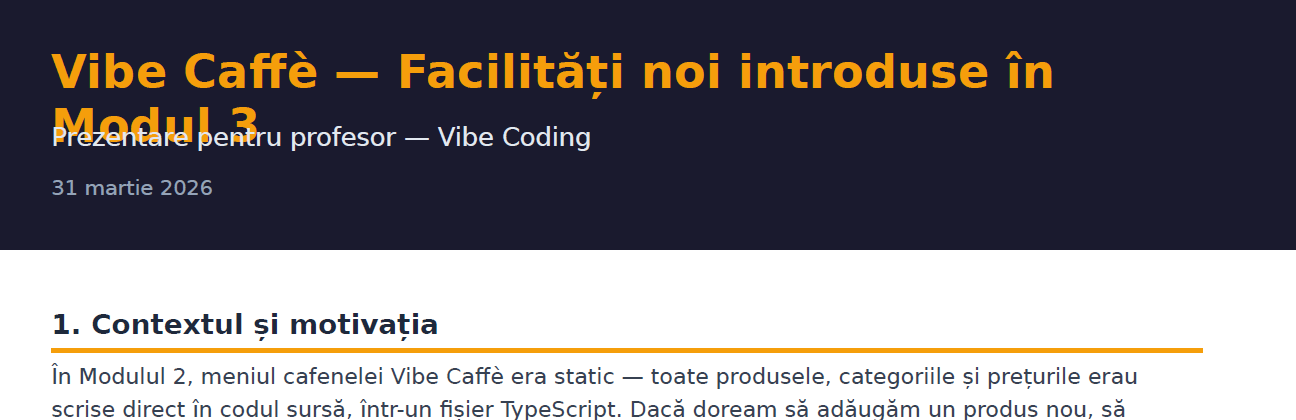 Vibe Caffè — Facilități noi introduse în
Modul 3
Prezentare pentru profesor — Vibe Coding
31 martie 2026
1. Contextul și motivația
În Modulul 2, meniul cafenelei Vibe Caffè era static — toate produsele, categoriile și prețurile erau
scrise direct în codul sursă, într-un fișier TypeScript. Dacă doream să adăugăm un produs nou, să